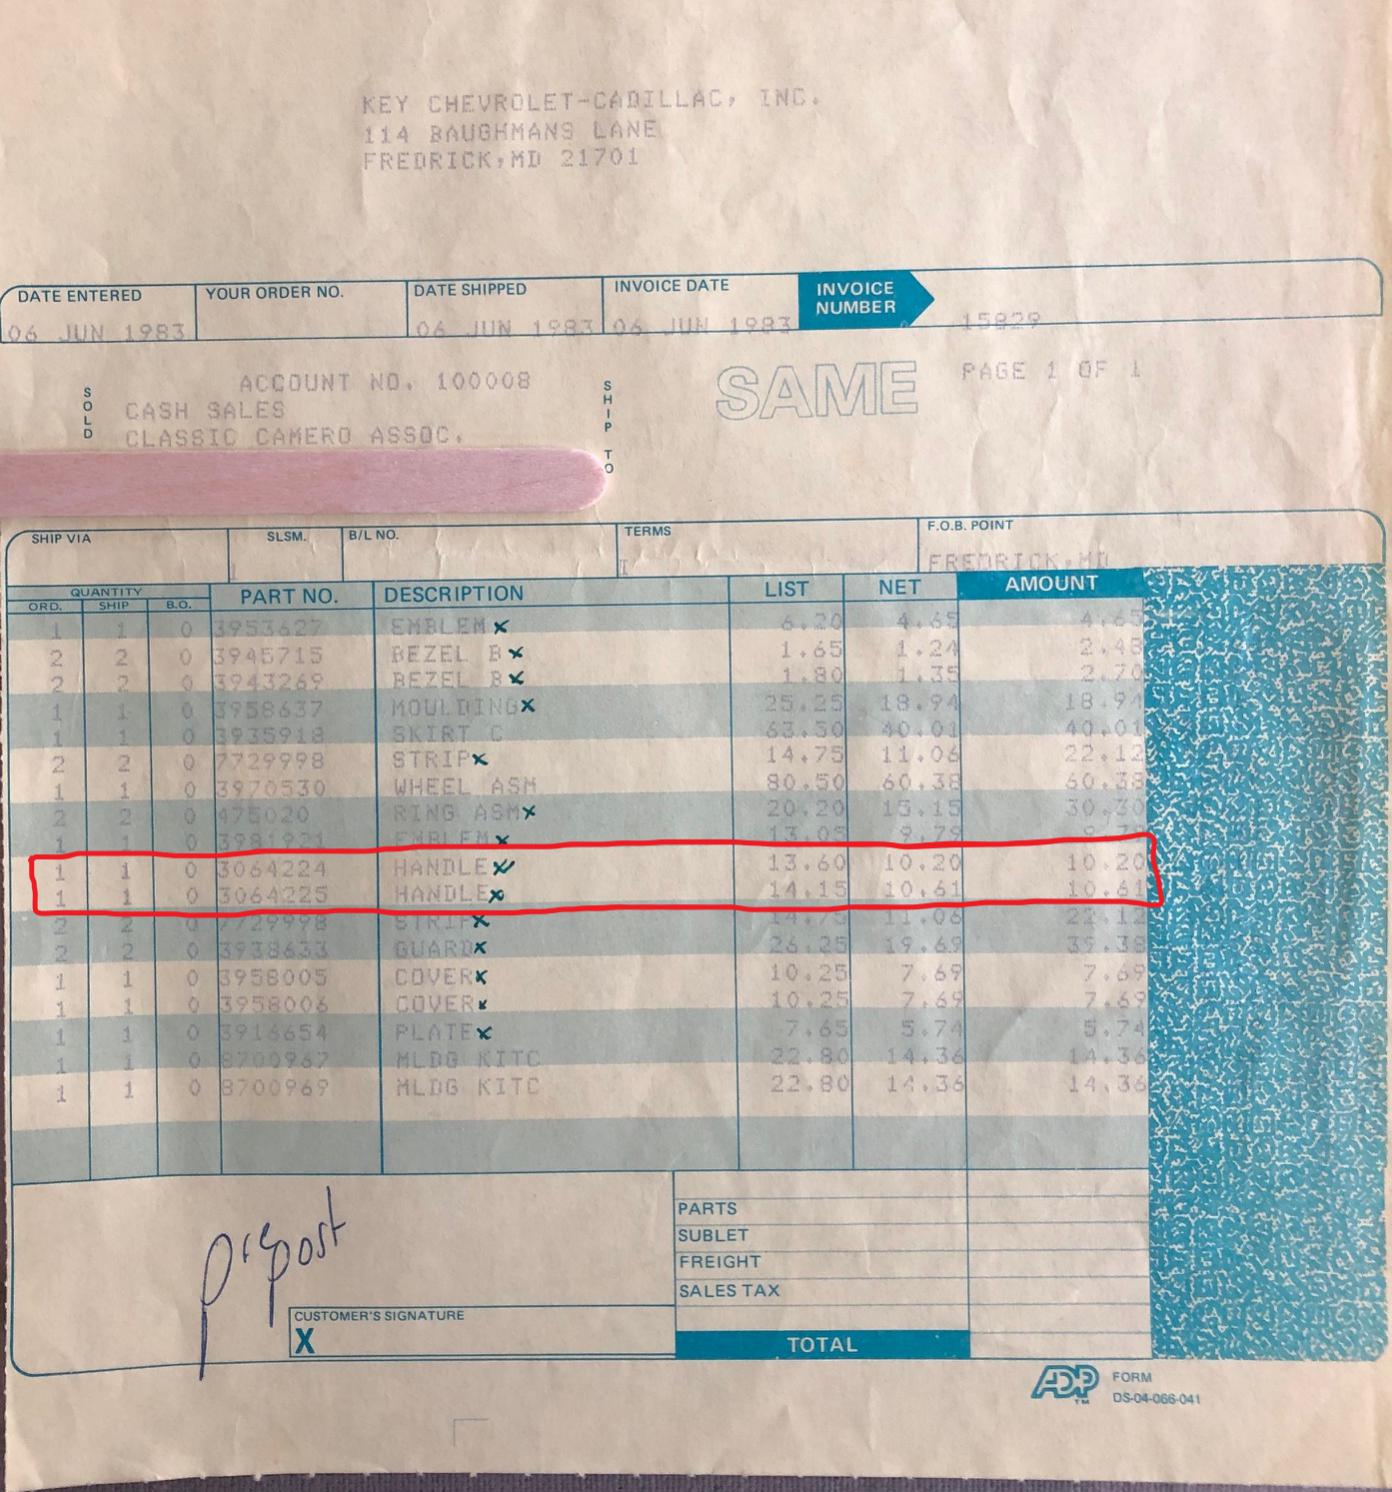 KEY CHEVROLET-CADILLAC, INC.
114 BAUGHMANS LANE
FREDRICK,MD 21701
DATE ENTERED YOUR ORDER NO. DATE SHIPPED INVOICE DATE INVOICE NUMBER
06 JUN 1983 06 JUN 1983 06 JUN 1983 15829
ACCOUNT NO. 100008 SAME PAGE 1 OF 1
SOLD CASH SALES SHIP TO
CLASSIC CAMERO ASSOC.
SHIP VIA SLSM. B/L NO. TERMS F.O.B. POINT
FREDRICK,MD
QUANTITY PART NO. DESCRIPTION LIST NET AMOUNT
ORD. SHIP B.O.
1 1 0 3953627 EMBLEM x 6.20 4.65 4.65
2 2 0 3945715 BEZEL B x 1.65 1.24 2.48
2 2 0 3943269 BEZEL B x 1.80 1.35 2.70
1 1 0 3958637 MOULDING x 25.25 18.94 18.94
1 1 0 3935918 SKIRT C 63.50 40.01 40.01
2 2 0 7729998 STRIP x 14.75 11.06 22.12
1 1 0 3970530 WHEEL ASM 80.50 60.38 60.38
2 2 0 475020 RING ASM x 20.20 15.15 30.30
1 1 0 3981921 EMBLEM x 13.05 9.79
1 1 0 3064224 HANDLE x 13.60 10.20 10.20
1 1 0 3064225 HANDLE x 14.15 10.61 10.61
2 2 0 7729998 STRIP x 14.75 11.06 22.12
2 2 0 3938633 GUARD x 26.25 19.69 39.38
1 1 0 3958005 COVER x 10.25 7.69 7.69
1 1 0 3958006 COVER x 10.25 7.69 7.69
1 1 0 3916654 PLATE x 7.65 5.74 5.74
1 1 0 8700967 MLDG KITC 22.80 14.36 14.36
1 1 0 8700969 MLDG KITC 22.80 14.36 14.36
PARTS
SUBLET
FREIGHT
SALES TAX
CUSTOMER'S SIGNATURE
X
TOTAL
ADP TM FORM
DS-04-066-041